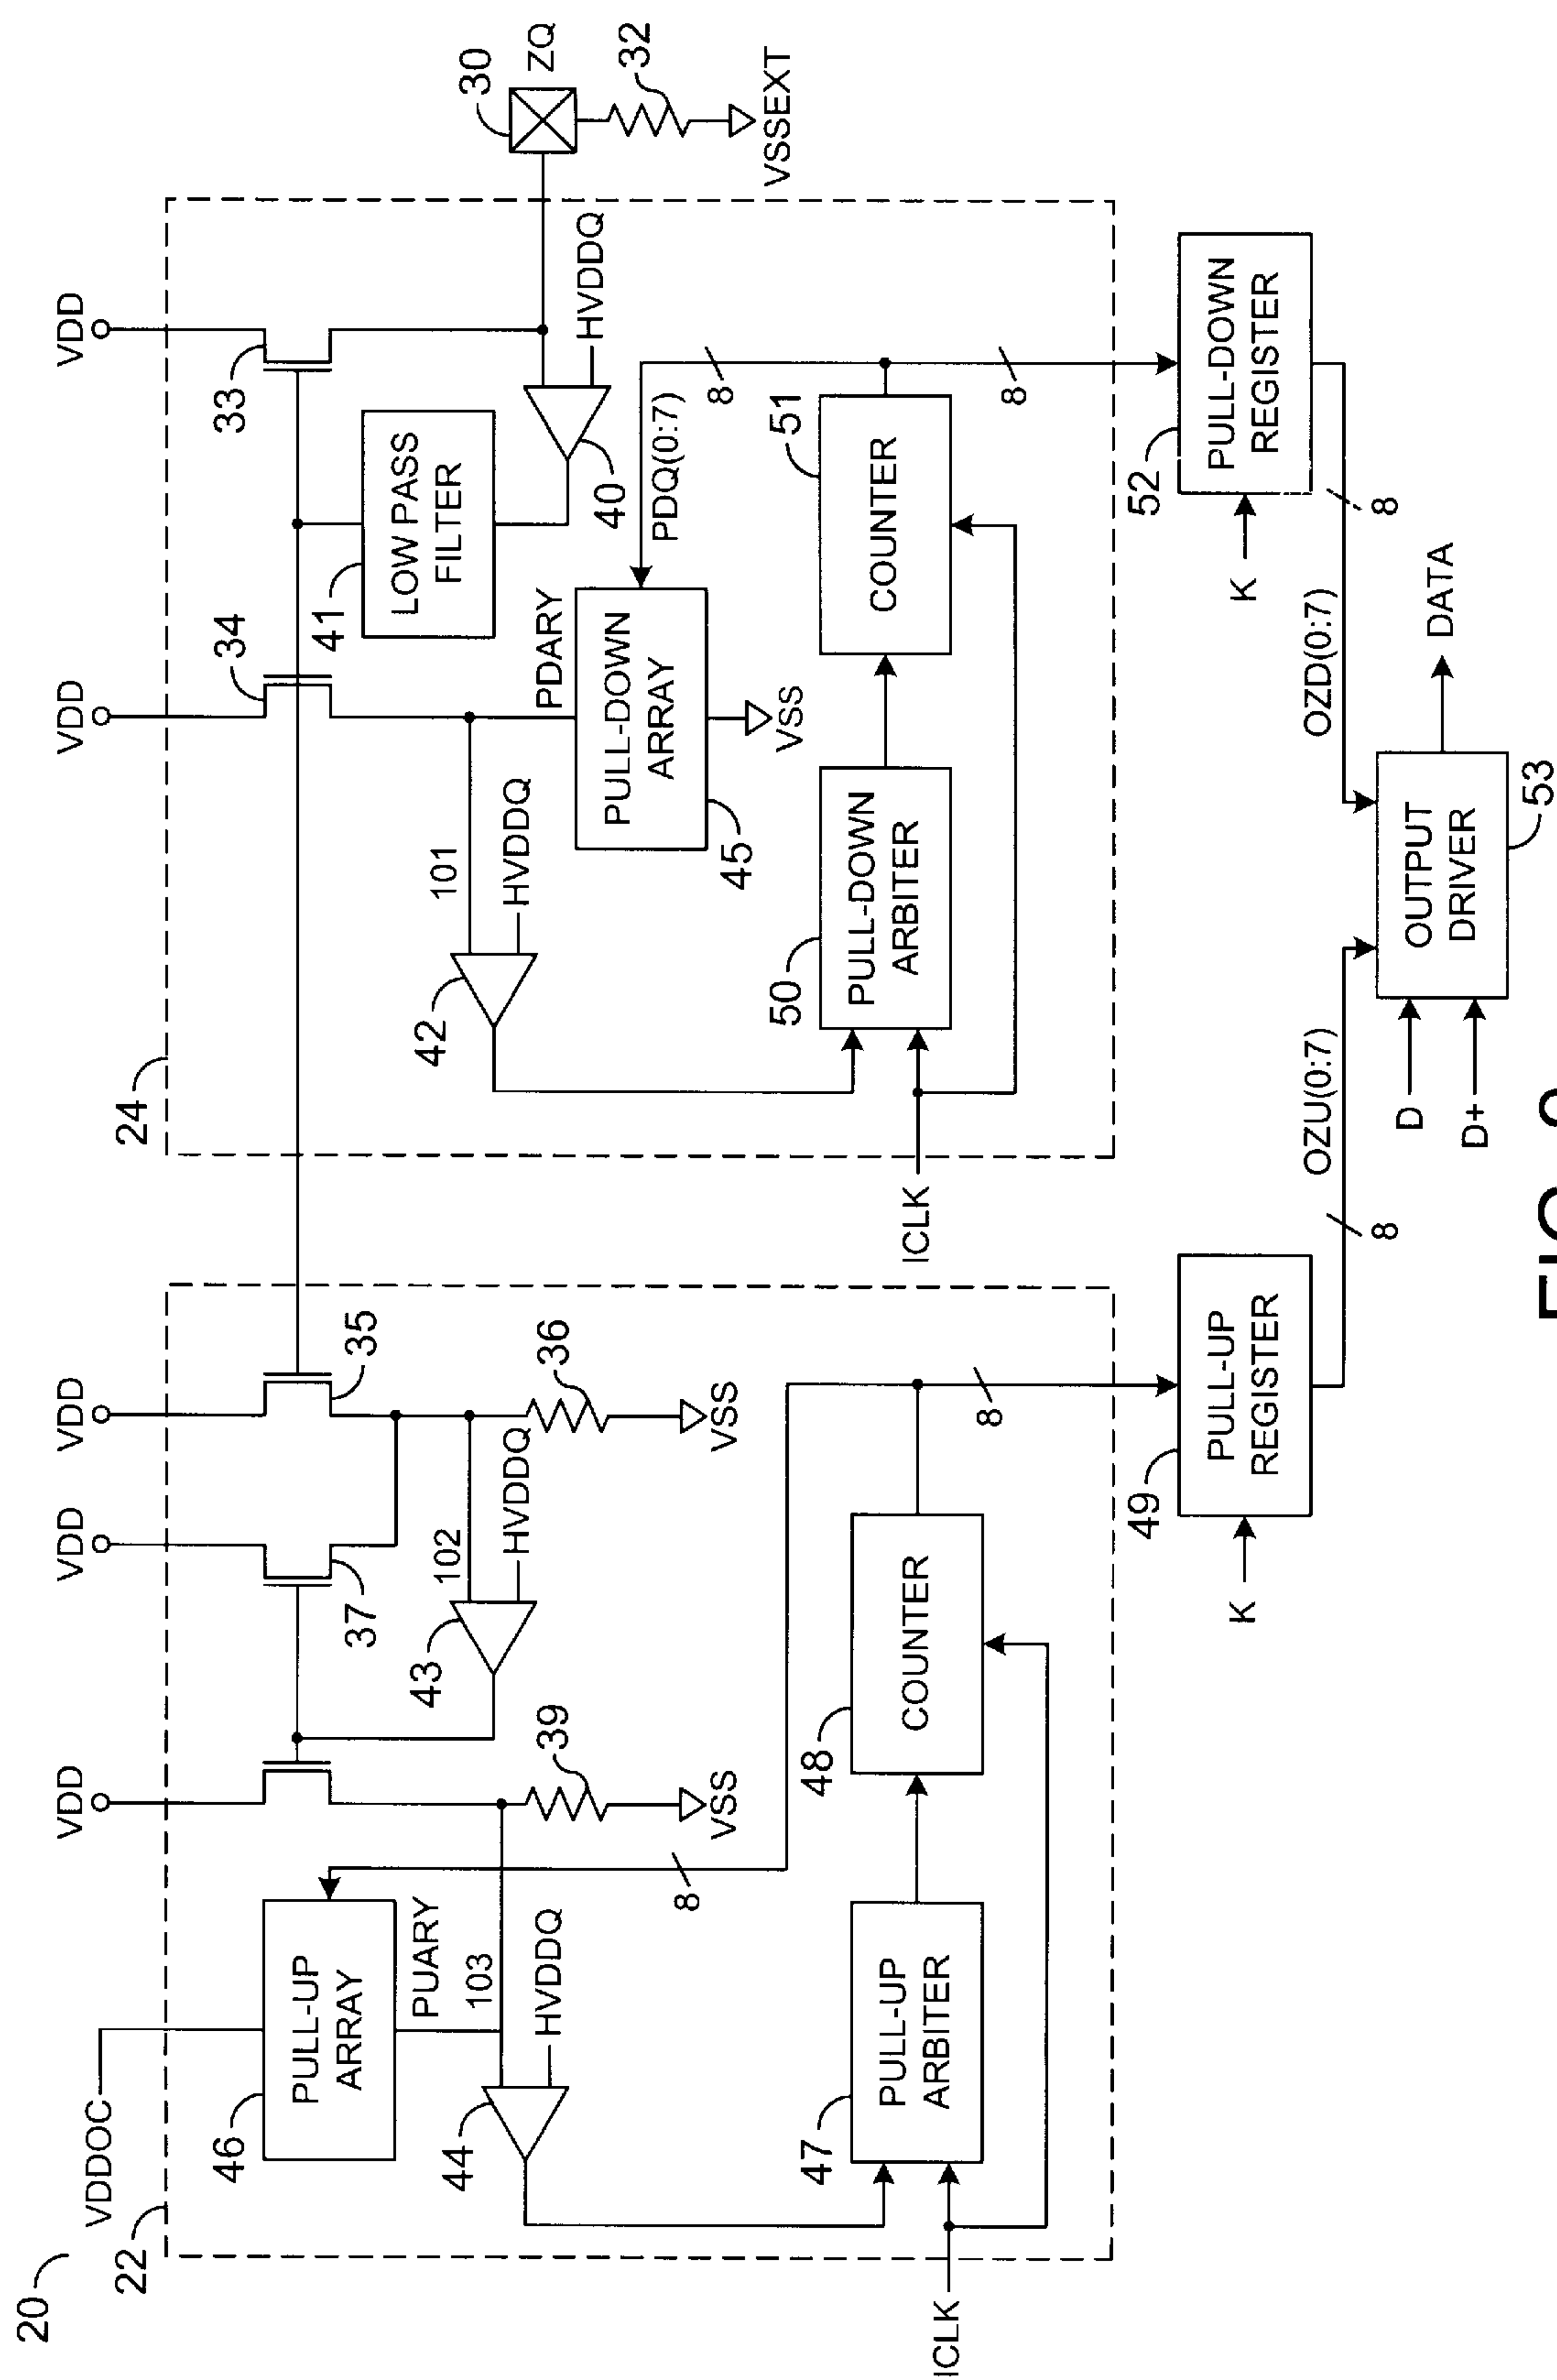 20
22
24
VDDOC
VDD
VDD
VDD
VDD
VDD
46
PULL-UP
ARRAY
PUARY
103
HVDDQ
44
39
VSS
8
37
102
HVDDQ
43
35
36
VSS
34
33
41
LOW PASS
FILTER
101
HVDDQ
42
PDARY
PULL-DOWN
ARRAY
45
VSS
PDQ(0:7)
8
40
HVDDQ
30
ZQ
32
VSSEXT
47
PULL-UP
ARBITER
48
COUNTER
8
ICLK
50
PULL-DOWN
ARBITER
51
COUNTER
8
ICLK
49
PULL-UP
REGISTER
K
52
PULL-DOWN
REGISTER
K
8
OZU(0:7)
OZD(0:7)
8
D
D+
OUTPUT
DRIVER
53
DATA